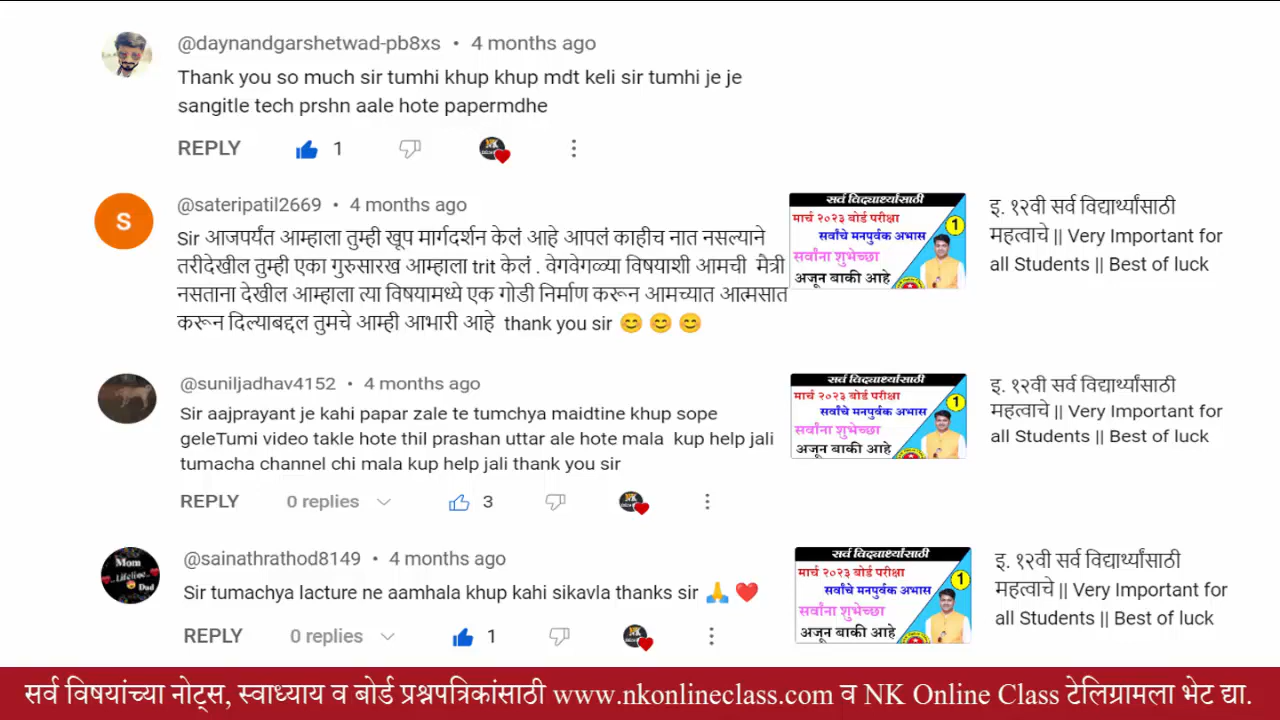 @daynandgarshetwad-pb8xs • 4 months ago
Thank you so much sir tumhi khup khup mdt keli sir tumhi je je
sangitle tech prshn aale hote papermdhe
REPLY 1
NK
S
@sateripatil2669 • 4 months ago
Sir आजपर्यंत आम्हाला तुम्ही खूप मार्गदर्शन केलं आहे आपलं काहीच नात नसल्याने
तरीदेखील तुम्ही एका गुरुसारख आम्हाला trit केलं . वेगवेगळ्या विषयाशी आमची मैत्री
नसताना देखील आम्हाला त्या विषयामध्ये एक गोडी निर्माण करून आमच्यात आत्मसात
करून दिल्याबद्दल तुमचे आम्ही आभारी आहे thank you sir 😊 😊 😊
सर्व विद्यार्थ्यांसाठी
मार्च २०२३ बोर्ड परीक्षा
1
सर्वांचे मनपुर्वक अभास
सर्वांना शुभेच्छा
अजून बाकी आहे
इ. १२वी सर्व विद्यार्थ्यांसाठी
महत्वाचे || Very Important for
all Students || Best of luck
@suniljadhav4152 • 4 months ago
Sir aajprayant je kahi papar zale te tumchya maidtine khup sope
geleTumi video takle hote thil prashan uttar ale hote mala kup help jali
tumacha channel chi mala kup help jali thank you sir
REPLY 0 replies 3
NK
सर्व विद्यार्थ्यांसाठी
मार्च २०२३ बोर्ड परीक्षा
1
सर्वांचे मनपुर्वक अभास
सर्वांना शुभेच्छा
अजून बाकी आहे
इ. १२वी सर्व विद्यार्थ्यांसाठी
महत्वाचे || Very Important for
all Students || Best of luck
Mom
Lifeline
Dad
@sainathrathod8149 • 4 months ago
Sir tumachya lacture ne aamhala khup kahi sikavla thanks sir 🙏 ❤️
REPLY 0 replies 1
NK
सर्व विद्यार्थ्यांसाठी
मार्च २०२३ बोर्ड परीक्षा
1
सर्वांचे मनपुर्वक अभास
सर्वांना शुभेच्छा
अजून बाकी आहे
इ. १२वी सर्व विद्यार्थ्यांसाठी
महत्वाचे || Very Important for
all Students || Best of luck
सर्व विषयांच्या नोट्स, स्वाध्याय व बोर्ड प्रश्नपत्रिकांसाठी www.nkonlineclass.com व NK Online Class टेलिग्रामला भेट द्या.